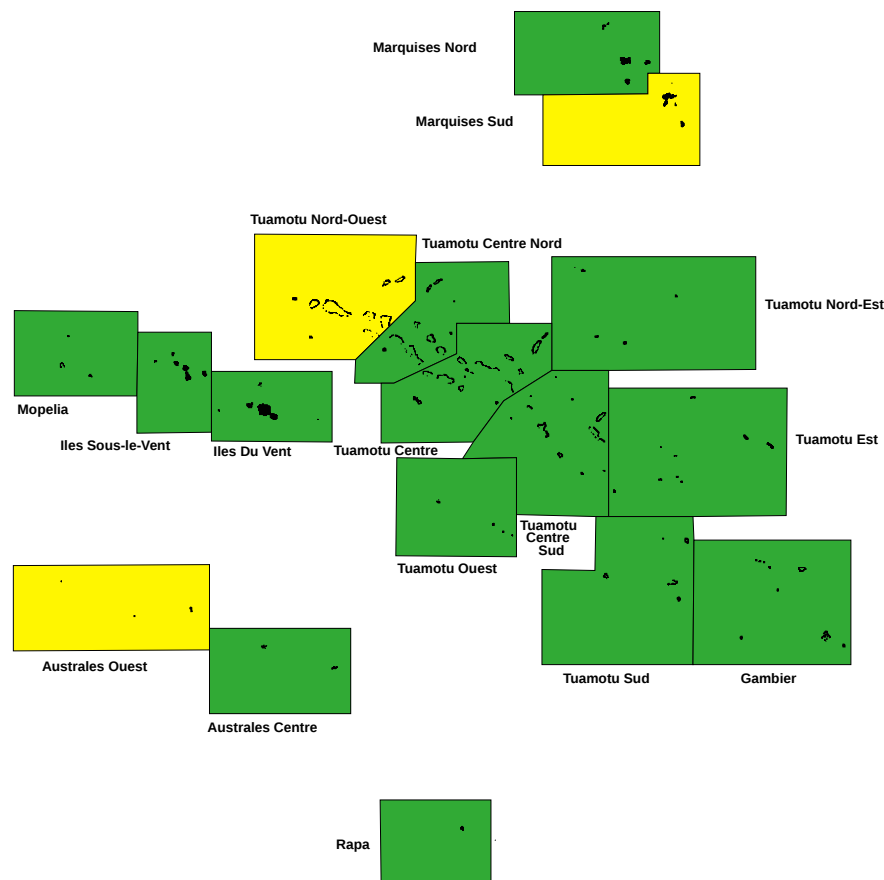 Marquises Nord
Marquises Sud
Tuamotu Nord-Ouest
Tuamotu Centre Nord
Tuamotu Nord-Est
Mopelia
Iles Sous-le-Vent
Iles Du Vent
Tuamotu Centre
Tuamotu Est
Tuamotu
Centre
Sud
Tuamotu Ouest
Australes Ouest
Tuamotu Sud
Gambier
Australes Centre
Rapa